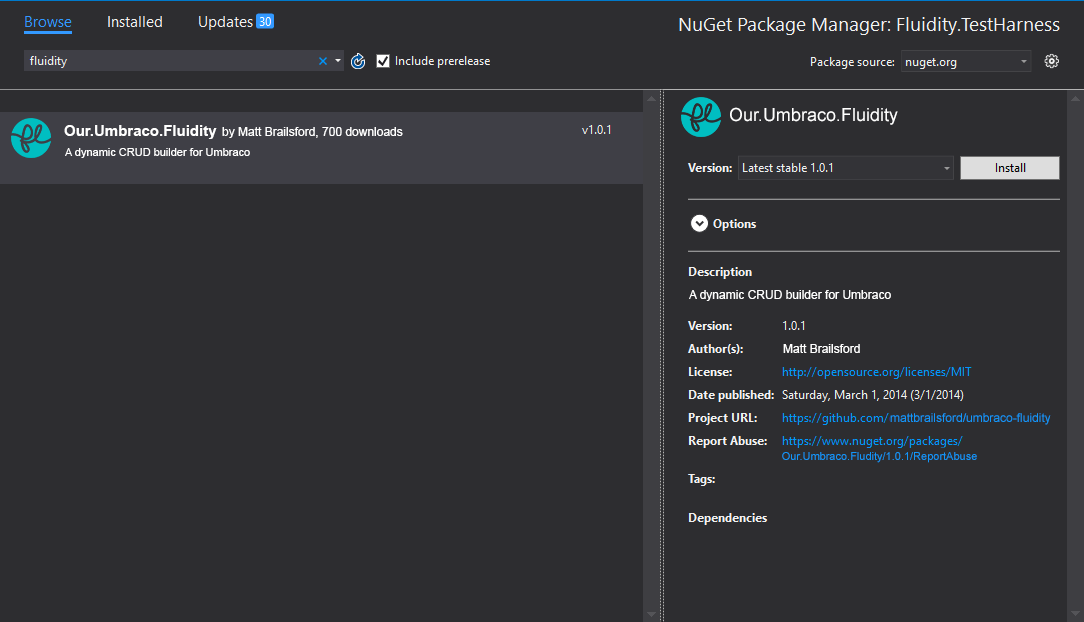 Browse Installed Updates 30
NuGet Package Manager: Fluidity.TestHarness
fluidity
Include prerelease
Package source: nuget.org
fl
Our.Umbraco.Fluidity by Matt Brailsford, 700 downloads
v1.0.1
A dynamic CRUD builder for Umbraco
fl
Our.Umbraco.Fluidity
Version: Latest stable 1.0.1 Install
Options
Description
A dynamic CRUD builder for Umbraco
Version: 1.0.1
Author(s): Matt Brailsford
License: http://opensource.org/licenses/MIT
Date published: Saturday, March 1, 2014 (3/1/2014)
Project URL: https://github.com/mattbrailsford/umbraco-fluidity
Report Abuse: https://www.nuget.org/packages/
Our.Umbraco.Fludity/1.0.1/ReportAbuse
Tags:
Dependencies